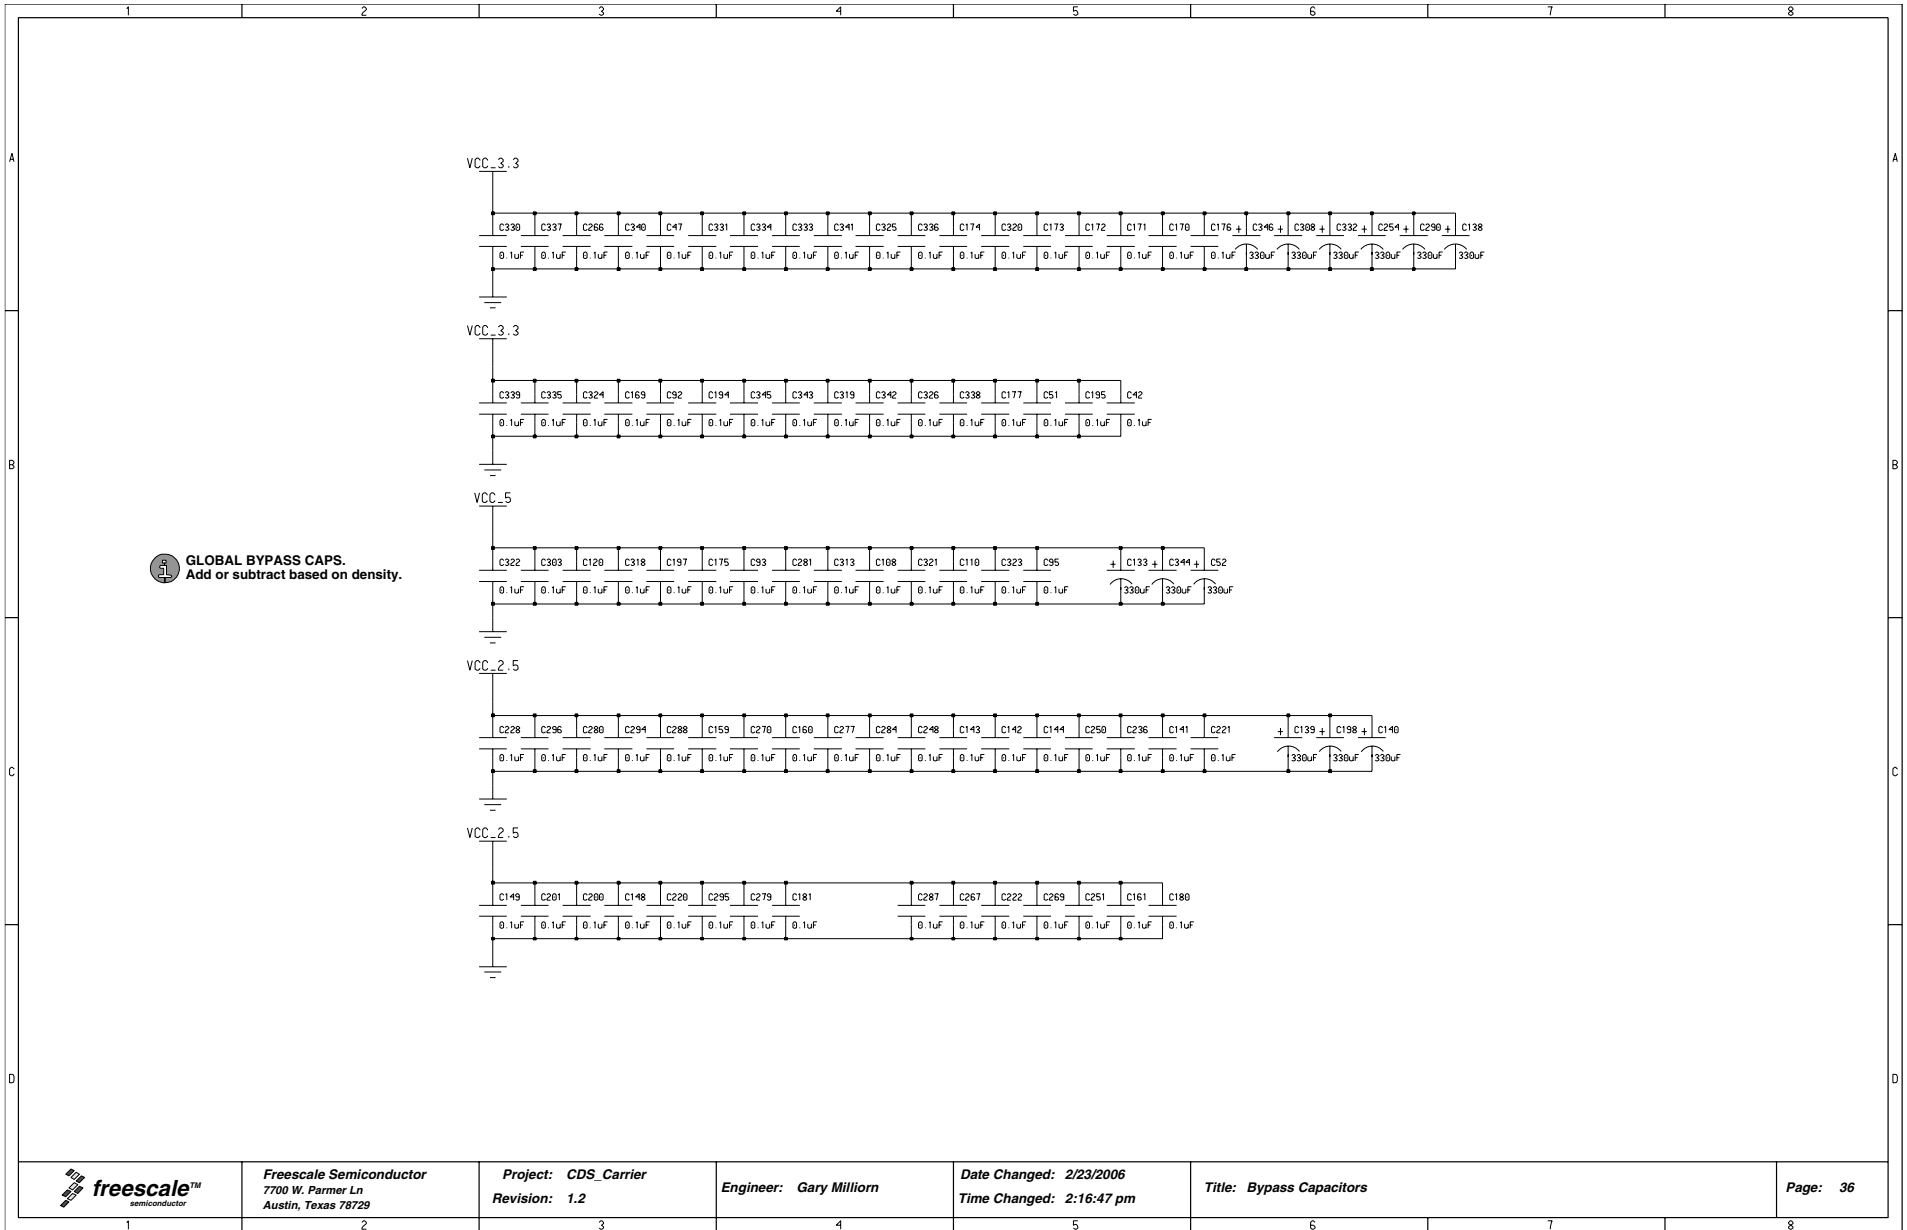 1 2 3 4 5 6 7 8
A A
VCC_3.3
C330 C337 C266 C340 C47 C331 C334 C333 C341 C325 C336 C174 C320 C173 C172 C171 C170 C176 + C346 + C308 + C332 + C254 + C290 + C138
0.1uF 0.1uF 0.1uF 0.1uF 0.1uF 0.1uF 0.1uF 0.1uF 0.1uF 0.1uF 0.1uF 0.1uF 0.1uF 0.1uF 0.1uF 0.1uF 0.1uF 0.1uF 330uF 330uF 330uF 330uF 330uF 330uF
VCC_3.3
C339 C335 C324 C169 C92 C194 C345 C343 C319 C342 C326 C338 C177 C51 C195 C42
0.1uF 0.1uF 0.1uF 0.1uF 0.1uF 0.1uF 0.1uF 0.1uF 0.1uF 0.1uF 0.1uF 0.1uF 0.1uF 0.1uF 0.1uF 0.1uF
B B
VCC_5
GLOBAL BYPASS CAPS.
Add or subtract based on density.
C322 C303 C120 C318 C197 C175 C93 C281 C313 C108 C321 C110 C323 C95 + C133 + C344 + C52
0.1uF 0.1uF 0.1uF 0.1uF 0.1uF 0.1uF 0.1uF 0.1uF 0.1uF 0.1uF 0.1uF 0.1uF 0.1uF 0.1uF 330uF 330uF 330uF
VCC_2.5
C228 C296 C280 C294 C288 C159 C270 C160 C277 C284 C248 C143 C142 C144 C250 C236 C141 C221 + C139 + C198 + C140
0.1uF 0.1uF 0.1uF 0.1uF 0.1uF 0.1uF 0.1uF 0.1uF 0.1uF 0.1uF 0.1uF 0.1uF 0.1uF 0.1uF 0.1uF 0.1uF 0.1uF 0.1uF 330uF 330uF 330uF
C C
VCC_2.5
C149 C201 C200 C148 C220 C295 C279 C181 C287 C267 C222 C269 C251 C161 C180
0.1uF 0.1uF 0.1uF 0.1uF 0.1uF 0.1uF 0.1uF 0.1uF 0.1uF 0.1uF 0.1uF 0.1uF 0.1uF 0.1uF 0.1uF
D D
freescale™
semiconductor
Freescale Semiconductor
7700 W. Parmer Ln
Austin, Texas 78729
Project: CDS_Carrier
Revision: 1.2
Engineer: Gary Milliorn
Date Changed: 2/23/2006
Time Changed: 2:16:47 pm
Title: Bypass Capacitors
Page: 36
1 2 3 4 5 6 7 8